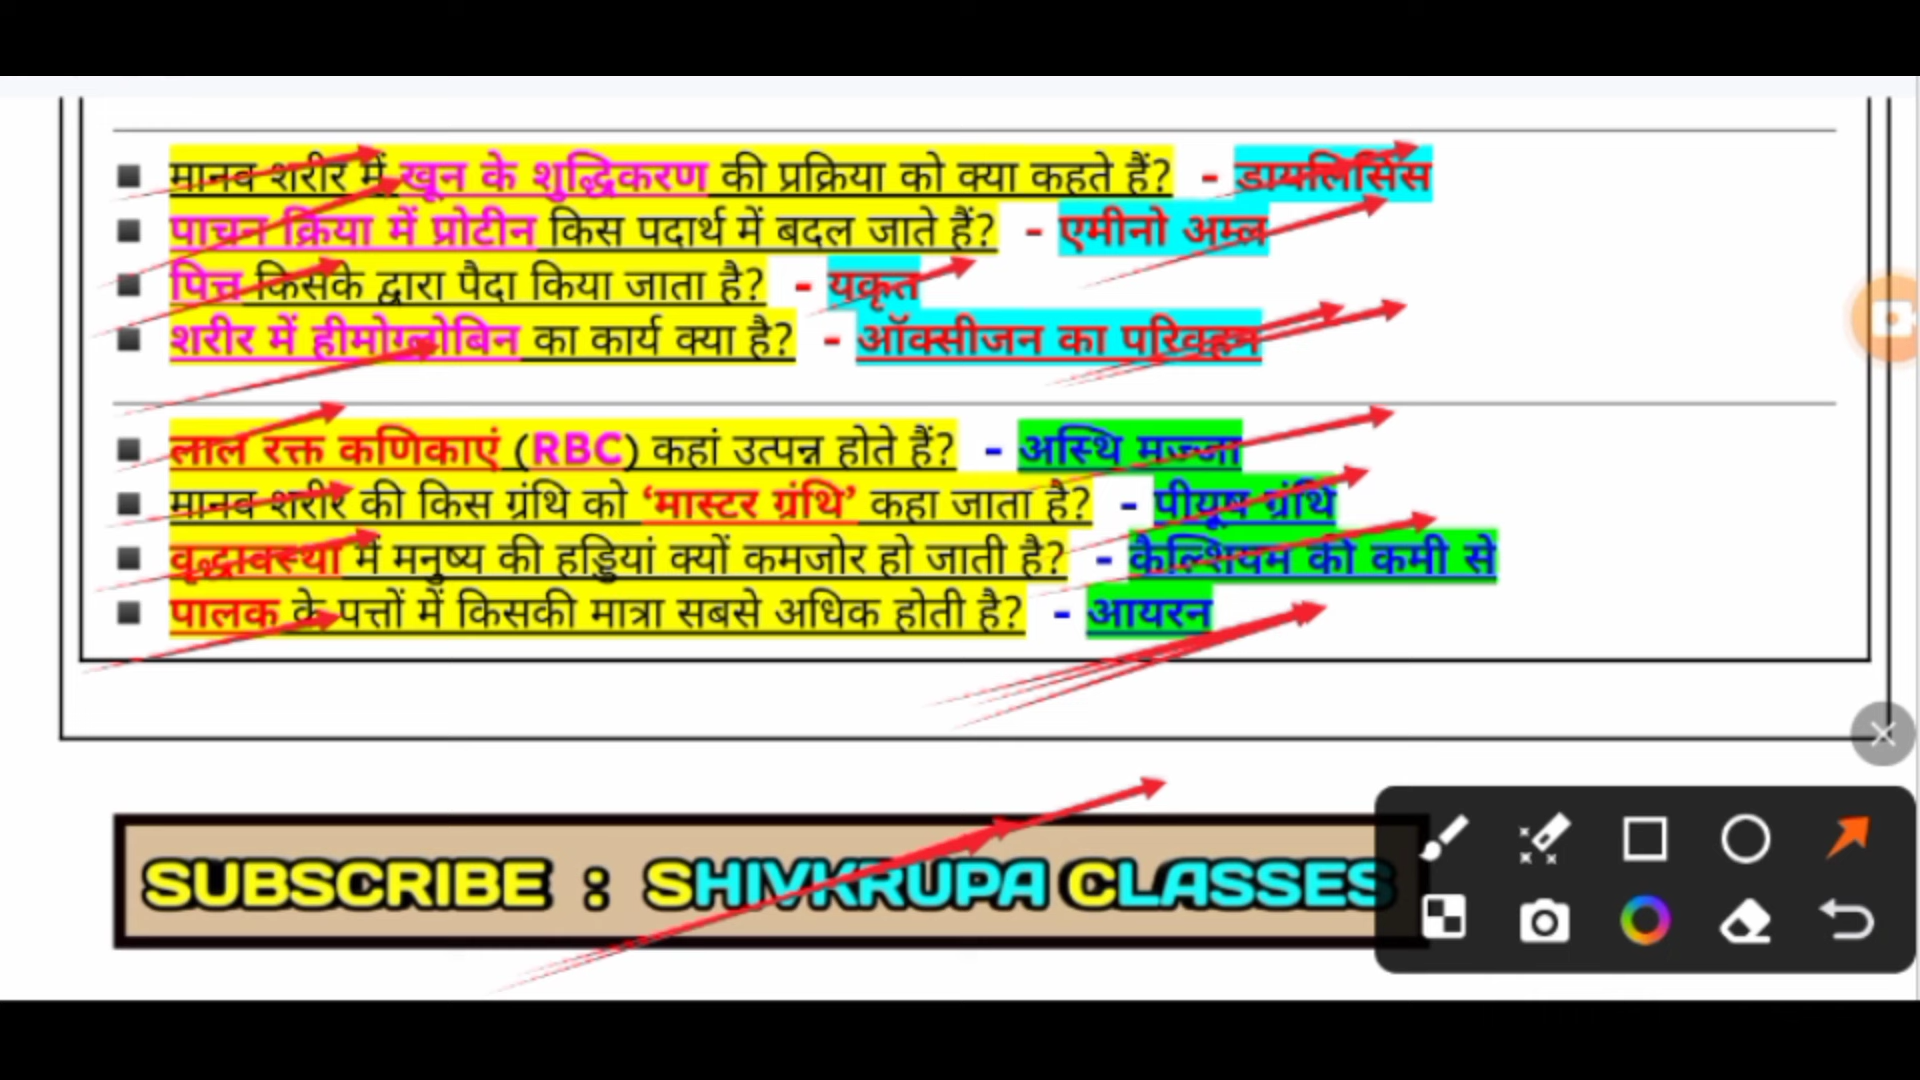 मानव शरीर में खून के शुद्धिकरण की प्रक्रिया को क्या कहते हैं? - डायलिसिस
पाचन क्रिया में प्रोटीन किस पदार्थ में बदल जाते हैं? - एमीनो अम्ल
पित्त किसके द्वारा पैदा किया जाता है? - यकृत
शरीर में हीमोग्लोबिन का कार्य क्या है? - ऑक्सीजन का परिवहन
लाल रक्त कणिकाएं (RBC) कहां उत्पन्न होते हैं? - अस्थि मज्जा
मानव शरीर की किस ग्रंथि को ‘मास्टर ग्रंथि’ कहा जाता है? - पीयूष ग्रंथि
वृद्धावस्था में मनुष्य की हड्डियां क्यों कमजोर हो जाती है? - कैल्शियम की कमी से
पालक के पत्तों में किसकी मात्रा सबसे अधिक होती है? - आयरन
SUBSCRIBE : SHIVKRUPA CLASSES